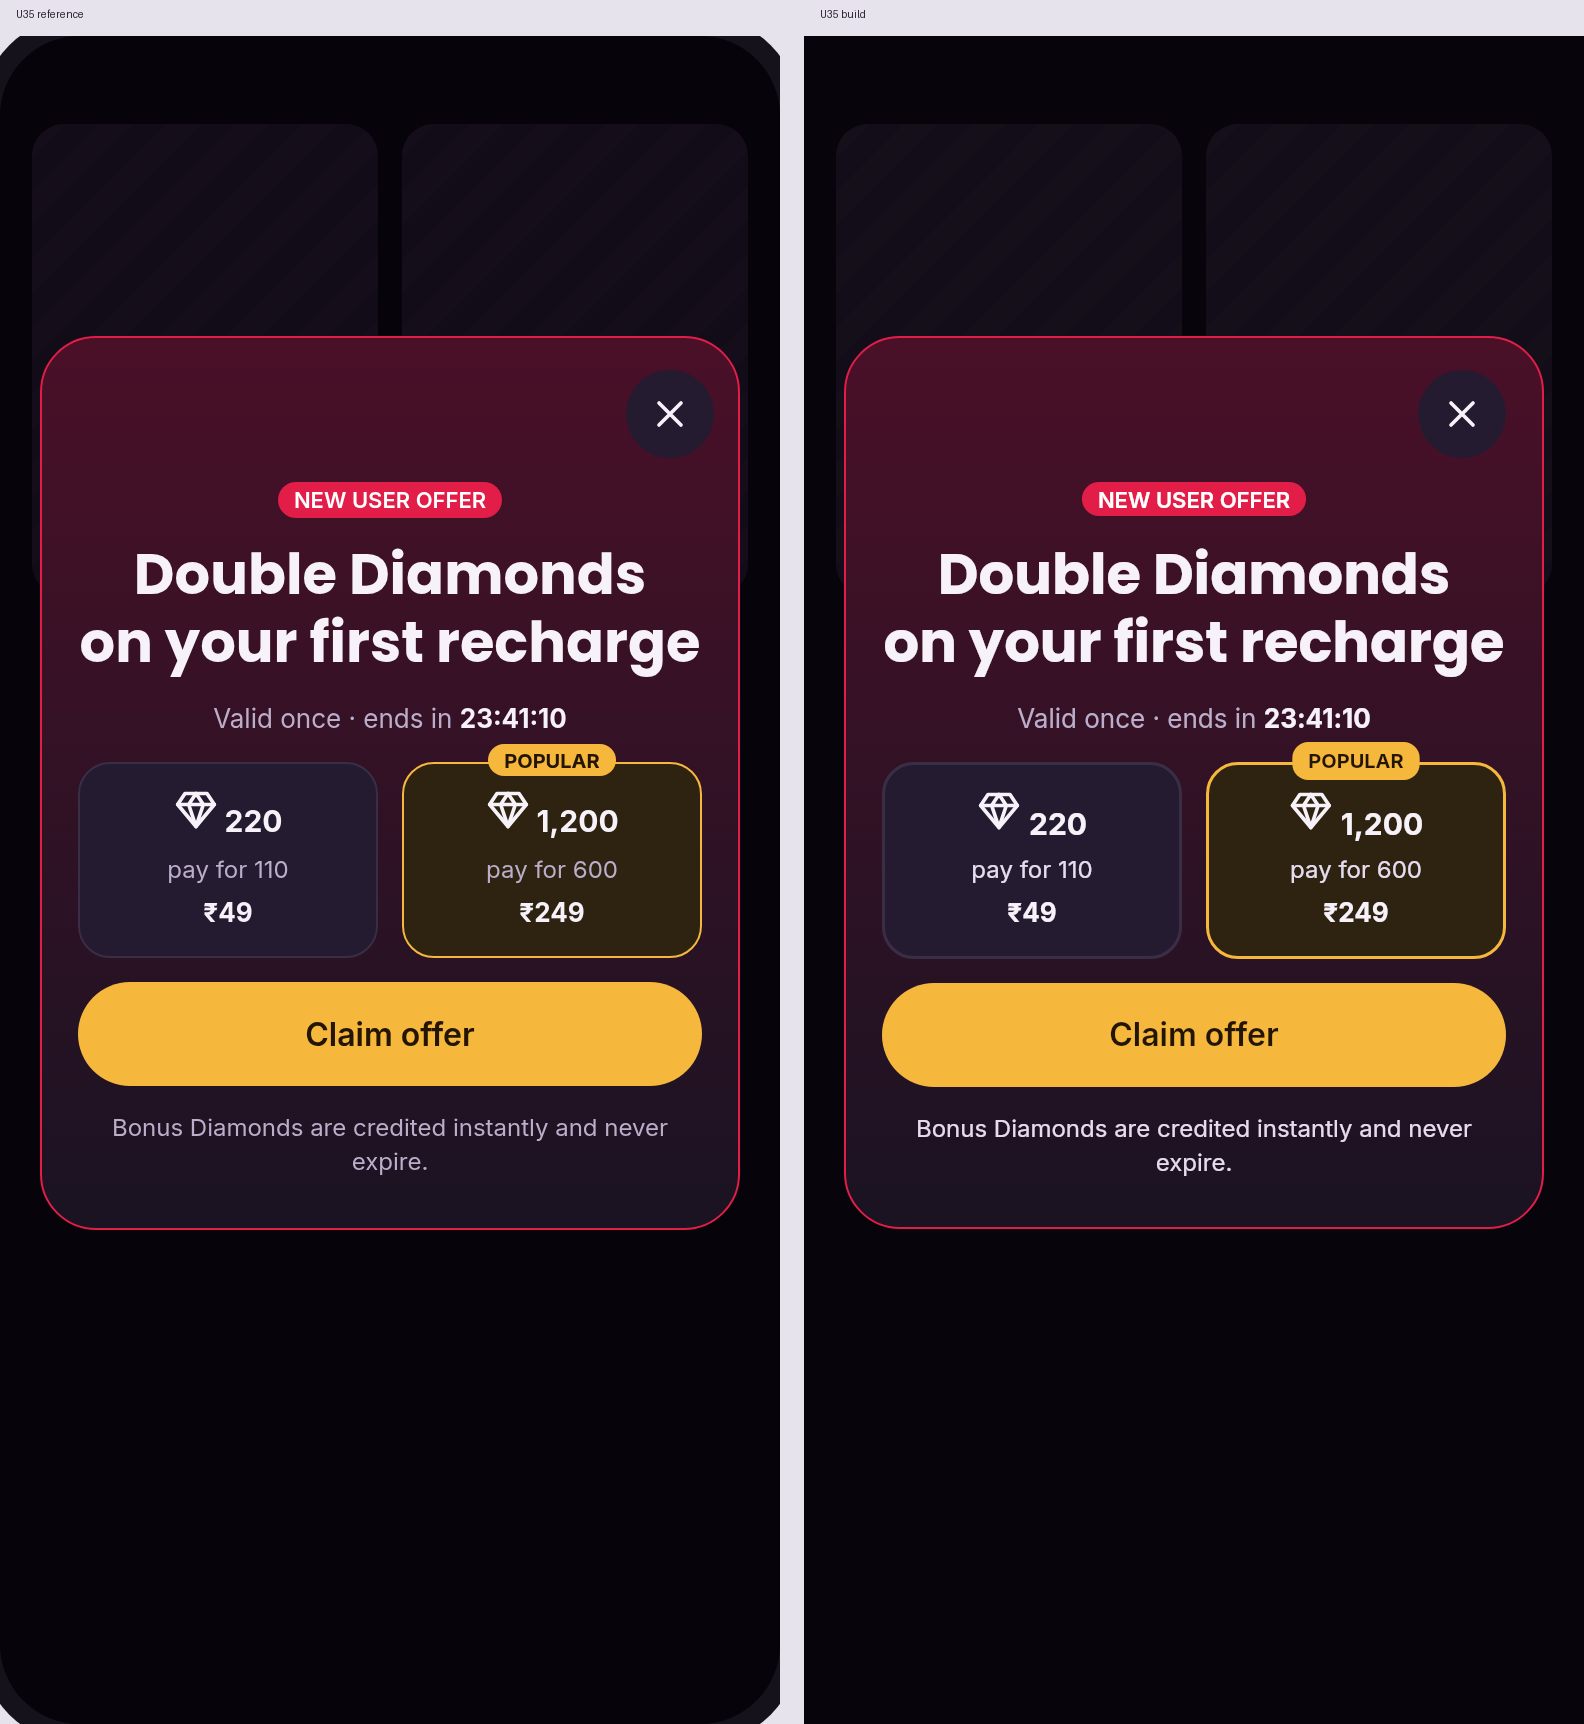 U35 reference
NEW USER OFFER
Double Diamonds
on your first recharge
Valid once · ends in 23:41:10
POPULAR
220
pay for 110
₹49
1,200
pay for 600
₹249
Claim offer
Bonus Diamonds are credited instantly and never
expire.
U35 build
NEW USER OFFER
Double Diamonds
on your first recharge
Valid once · ends in 23:41:10
POPULAR
220
pay for 110
₹49
1,200
pay for 600
₹249
Claim offer
Bonus Diamonds are credited instantly and never
expire.